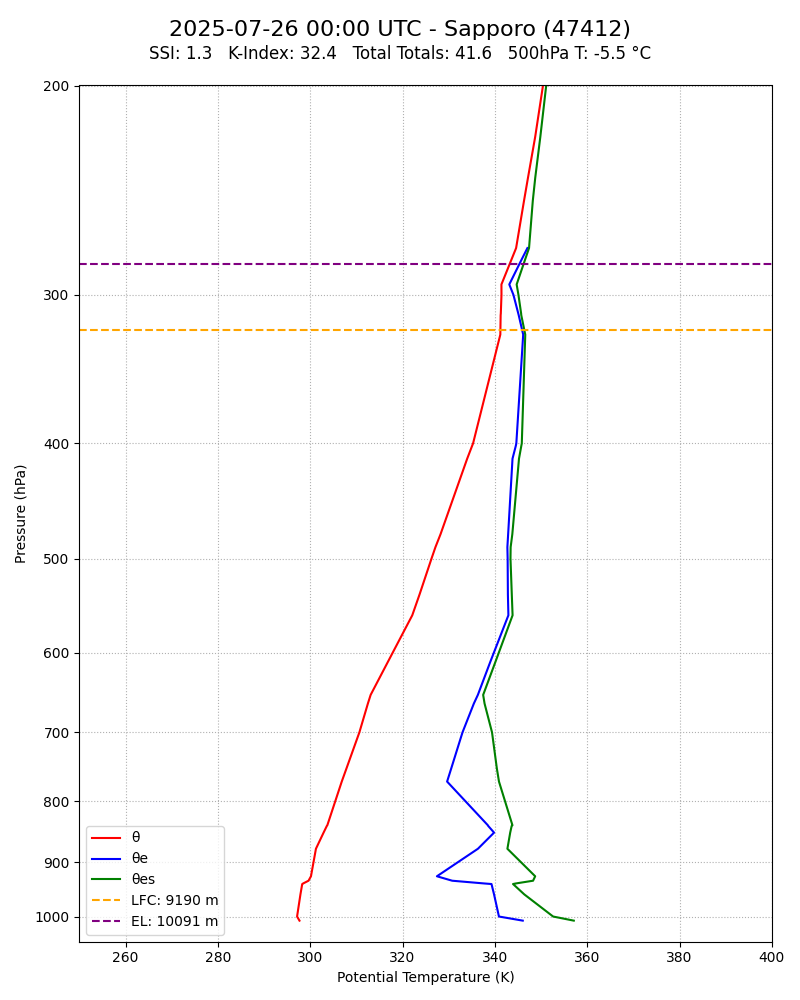 2025-07-26 00:00 UTC - Sapporo (47412)
SSI: 1.3   K-Index: 32.4   Total Totals: 41.6   500hPa T: -5.5 °C
200
300
400
500
600
700
800
900
1000
Pressure (hPa)
θ
θe
θes
LFC: 9190 m
EL: 10091 m
260 280 300 320 340 360 380 400
Potential Temperature (K)